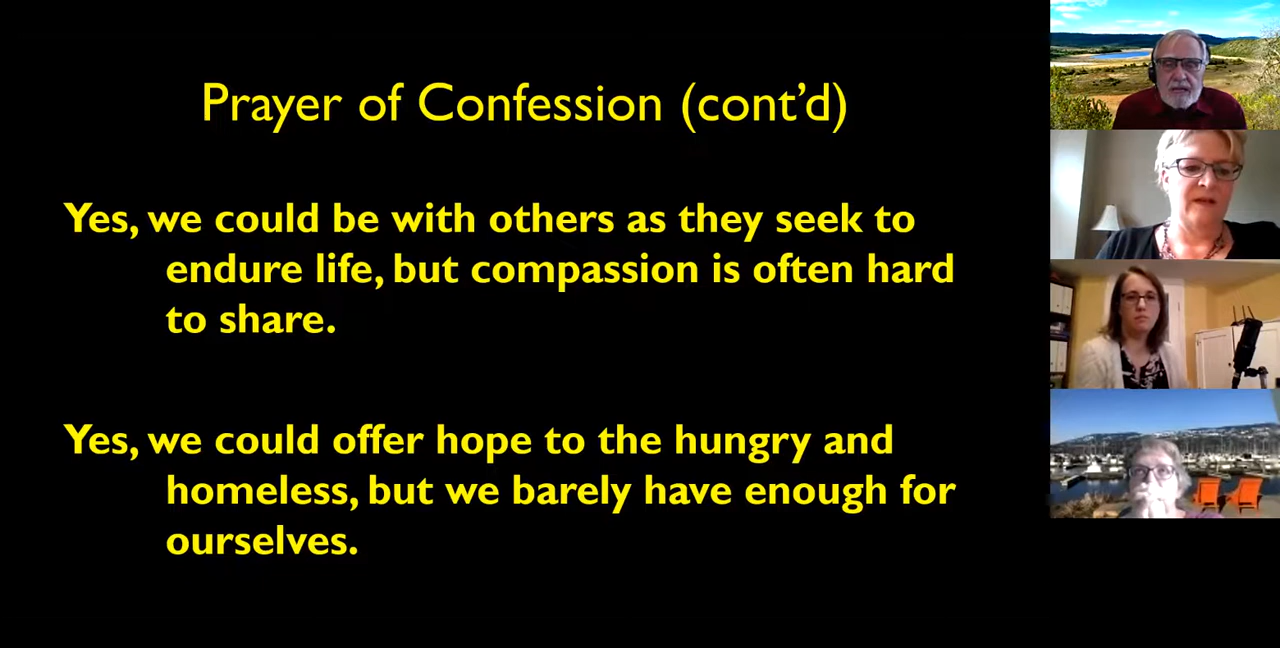 Prayer of Confession (cont’d)
Yes, we could be with others as they seek to
endure life, but compassion is often hard
to share.
Yes, we could offer hope to the hungry and
homeless, but we barely have enough for
ourselves.